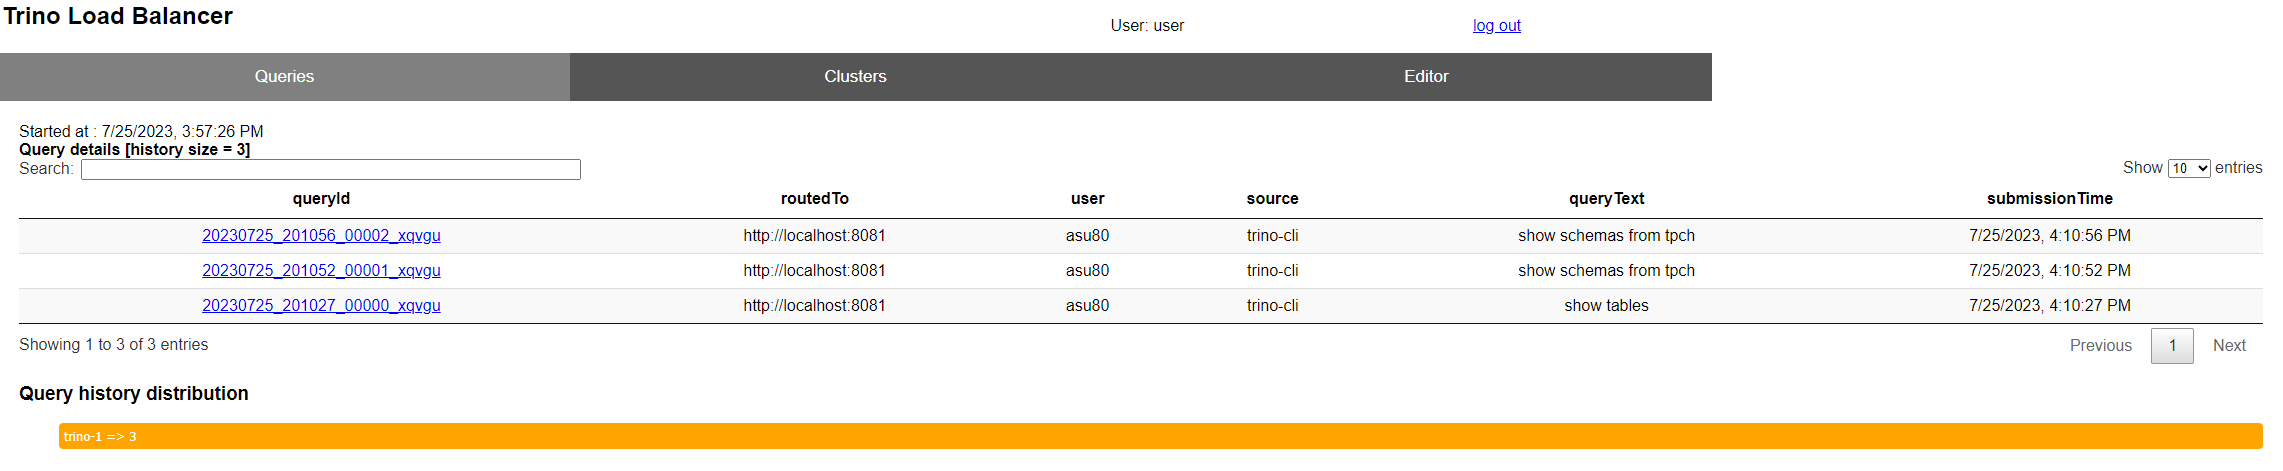 Trino Load Balancer
User: user
log out
Queries Clusters Editor
Started at : 7/25/2023, 3:57:26 PM
Query details [history size = 3]
Search:
Show 10 entries
queryId routedTo user source queryText submissionTime
20230725_201056_00002_xqvgu http://localhost:8081 asu80 trino-cli show schemas from tpch 7/25/2023, 4:10:56 PM
20230725_201052_00001_xqvgu http://localhost:8081 asu80 trino-cli show schemas from tpch 7/25/2023, 4:10:52 PM
20230725_201027_00000_xqvgu http://localhost:8081 asu80 trino-cli show tables 7/25/2023, 4:10:27 PM
Showing 1 to 3 of 3 entries
Previous 1 Next
Query history distribution
trino-1 => 3